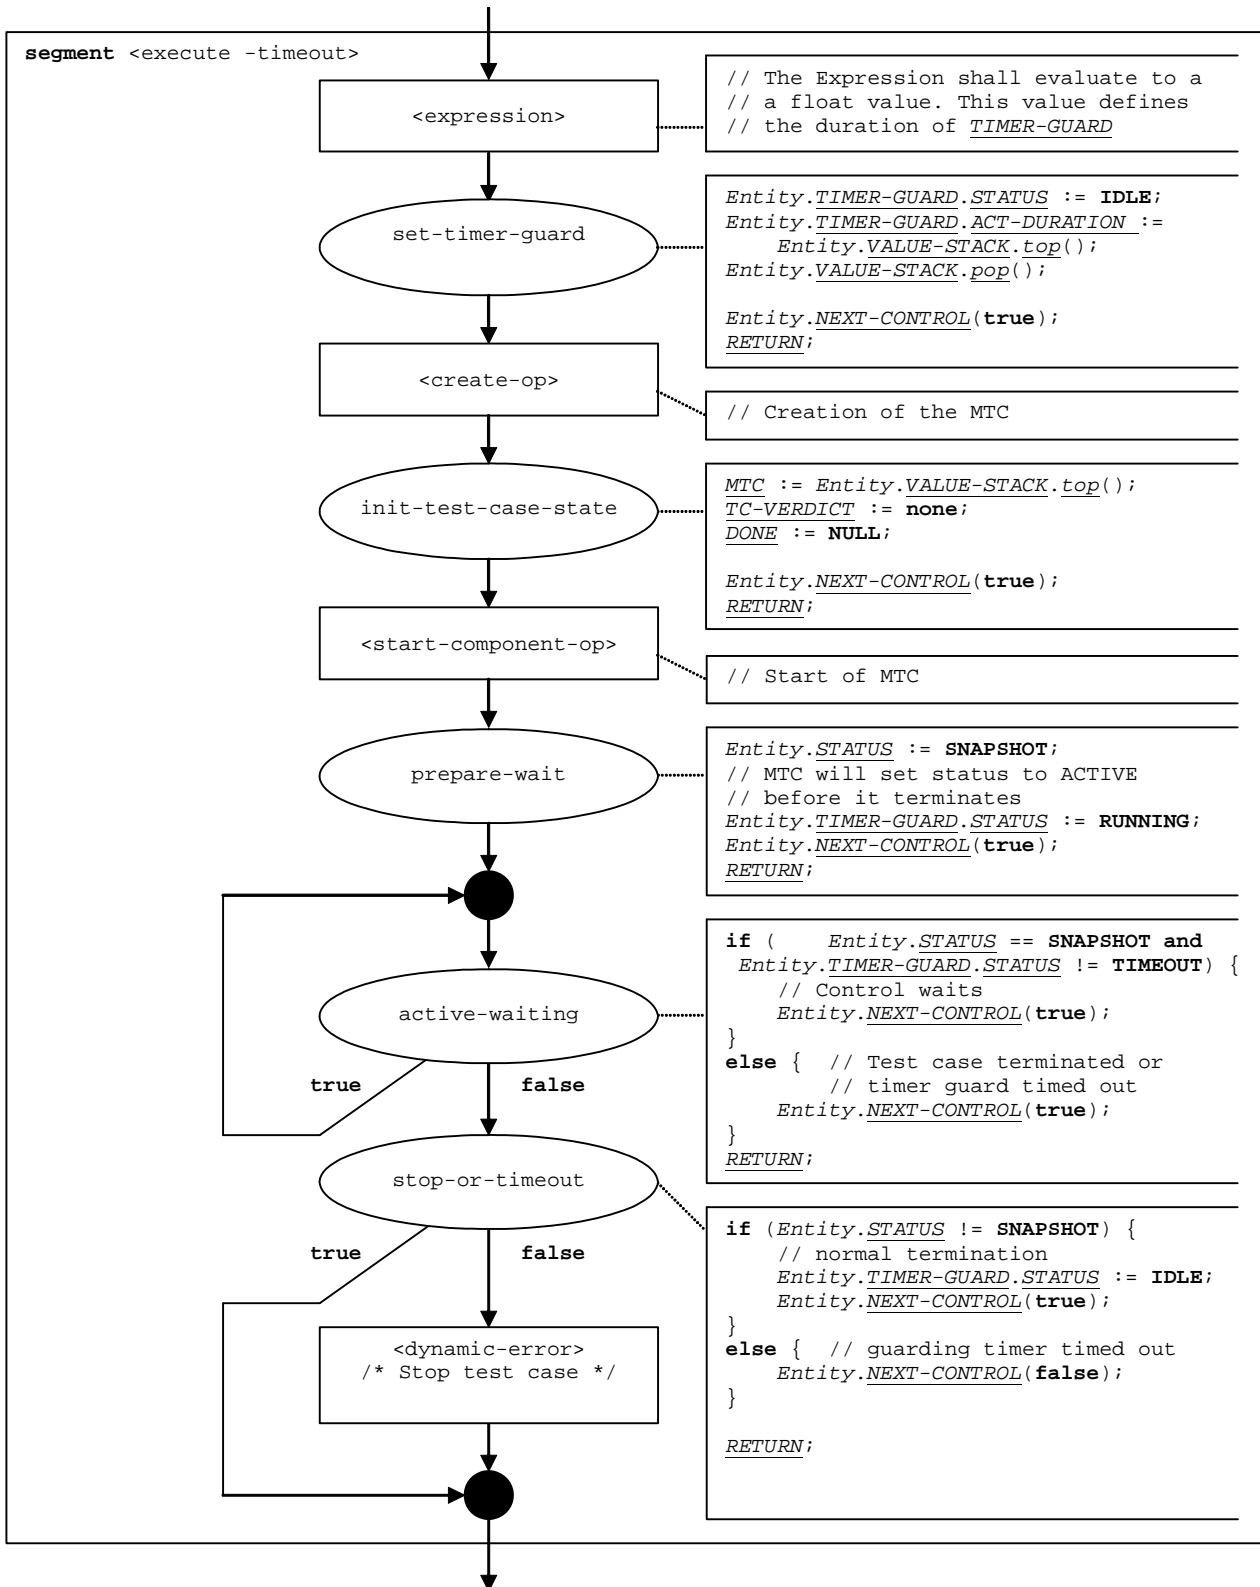 segment <execute -timeout>
<expression>
// The Expression shall evaluate to a
// a float value. This value defines
// the duration of TIMER-GUARD
set-timer-guard
Entity.TIMER-GUARD.STATUS := IDLE;
Entity.TIMER-GUARD.ACT-DURATION :=
Entity.VALUE-STACK.top();
Entity.VALUE-STACK.pop();
Entity.NEXT-CONTROL(true);
RETURN;
<create-op>
// Creation of the MTC
init-test-case-state
MTC := Entity.VALUE-STACK.top();
TC-VERDICT := none;
DONE := NULL;
Entity.NEXT-CONTROL(true);
RETURN;
<start-component-op>
// Start of MTC
prepare-wait
Entity.STATUS := SNAPSHOT;
// MTC will set status to ACTIVE
// before it terminates
Entity.TIMER-GUARD.STATUS := RUNNING;
Entity.NEXT-CONTROL(true);
RETURN;
active-waiting
true
false
if ( Entity.STATUS == SNAPSHOT and
Entity.TIMER-GUARD.STATUS != TIMEOUT) {
// Control waits
Entity.NEXT-CONTROL(true);
}
else { // Test case terminated or
// timer guard timed out
Entity.NEXT-CONTROL(true);
}
RETURN;
stop-or-timeout
true
false
if (Entity.STATUS != SNAPSHOT) {
// normal termination
Entity.TIMER-GUARD.STATUS := IDLE;
Entity.NEXT-CONTROL(true);
}
else { // guarding timer timed out
Entity.NEXT-CONTROL(false);
}
RETURN;
<dynamic-error>
/* Stop test case */